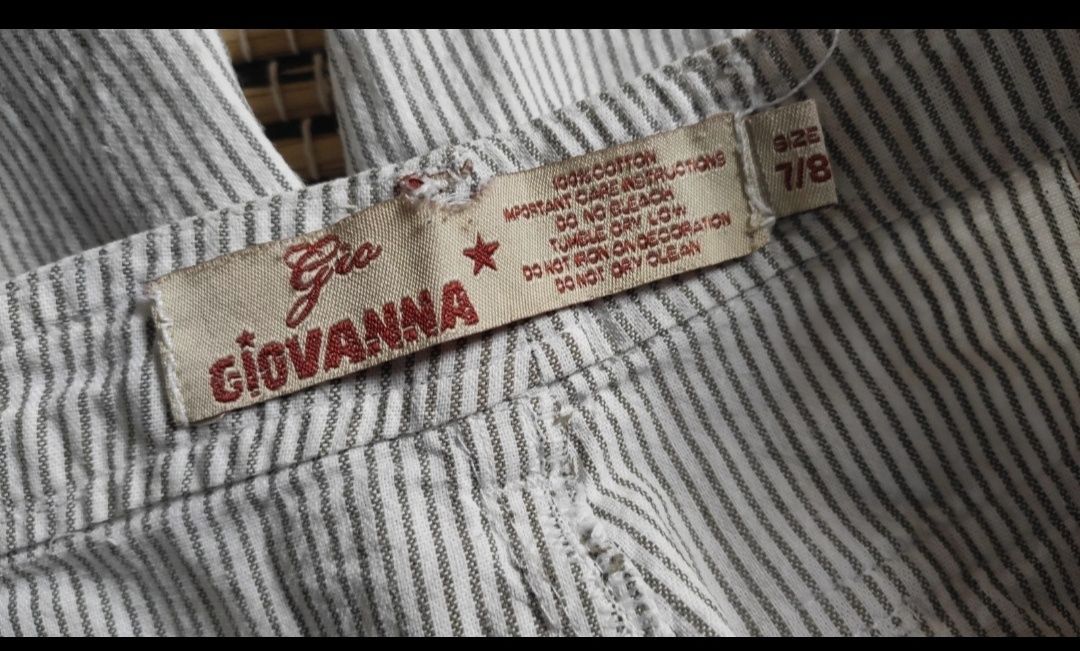 Gio
GiOVANNA
100% COTTON
IMPORTANT CARE INSTRUCTIONS
DO NO BLEACH
TUMBLE DRY LOW
DO NOT IRON ON DECORATION
DO NOT DRY CLEAN
SIZE
7/8